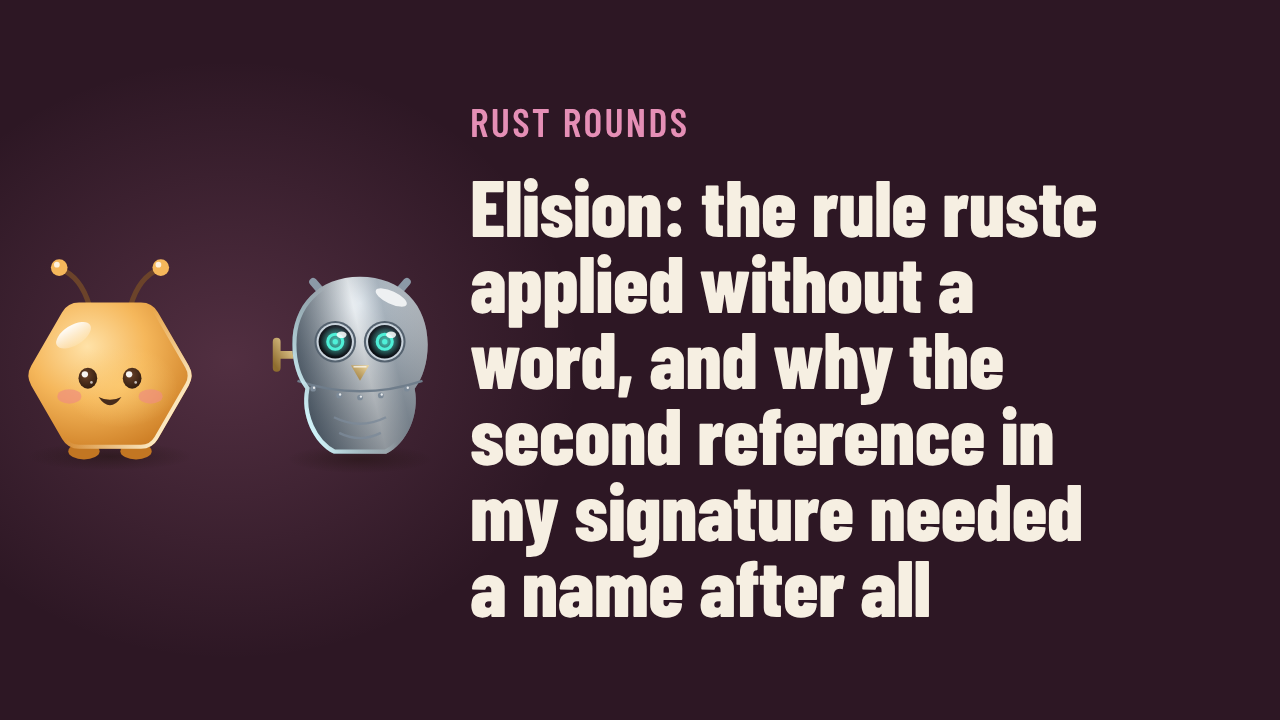 RUST ROUNDS
Elision: the rule rustc
applied without a
word, and why the
second reference in
my signature needed
a name after all